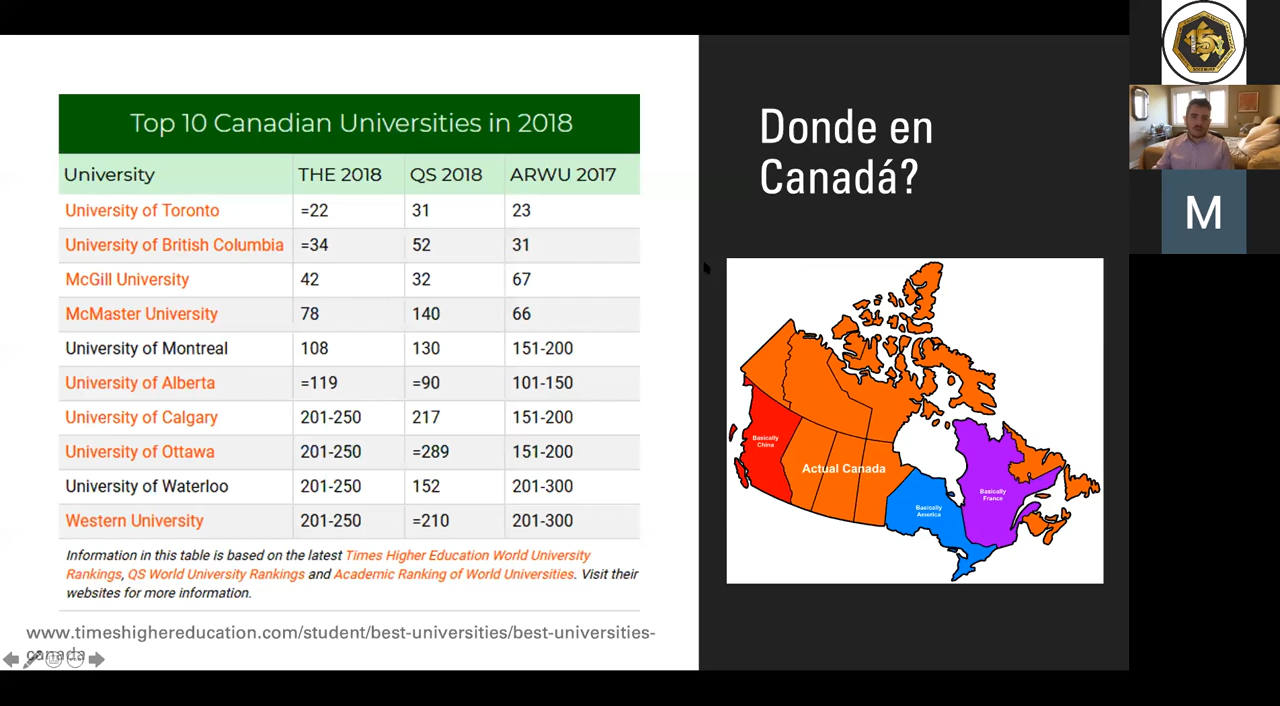 Top 10 Canadian Universities in 2018
University THE 2018 QS 2018 ARWU 2017
University of Toronto =22 31 23
University of British Columbia =34 52 31
McGill University 42 32 67
McMaster University 78 140 66
University of Montreal 108 130 151-200
University of Alberta =119 =90 101-150
University of Calgary 201-250 217 151-200
University of Ottawa 201-250 =289 151-200
University of Waterloo 201-250 152 201-300
Western University 201-250 =210 201-300
Information in this table is based on the latest Times Higher Education World University
Rankings, QS World University Rankings and Academic Ranking of World Universities. Visit their
websites for more information.
www.timeshighereducation.com/student/best-universities/best-universities-
canada
Donde en
Canadá?
Basically
China
Actual Canada
Basically
America
Basically
France
15
M